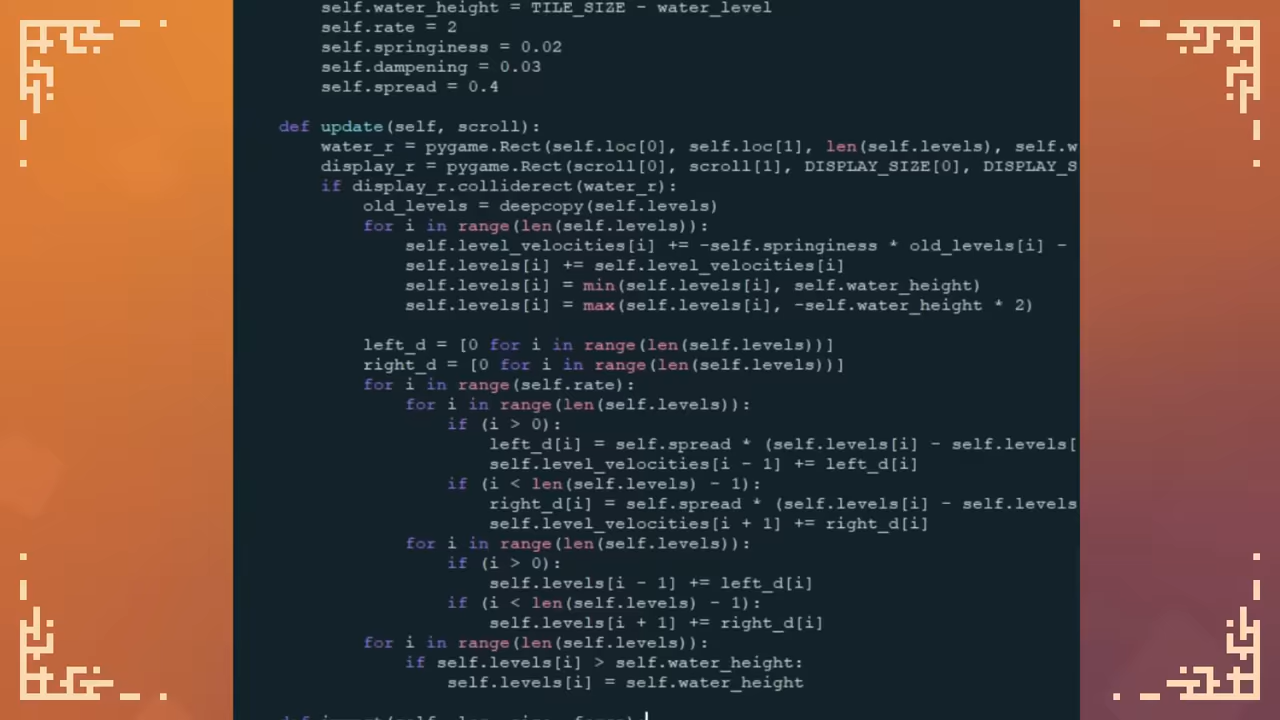 self.water_height = TILE_SIZE - water_level
self.rate = 2
self.springiness = 0.02
self.dampening = 0.03
self.spread = 0.4
def update(self, scroll):
water_r = pygame.Rect(self.loc[0], self.loc[1], len(self.levels), self.w
display_r = pygame.Rect(scroll[0], scroll[1], DISPLAY_SIZE[0], DISPLAY_S
if display_r.colliderect(water_r):
old_levels = deepcopy(self.levels)
for i in range(len(self.levels)):
self.level_velocities[i] += -self.springiness * old_levels[i] -
self.levels[i] += self.level_velocities[i]
self.levels[i] = min(self.levels[i], self.water_height)
self.levels[i] = max(self.levels[i], -self.water_height * 2)
left_d = [0 for i in range(len(self.levels))]
right_d = [0 for i in range(len(self.levels))]
for i in range(self.rate):
for i in range(len(self.levels)):
if (i > 0):
left_d[i] = self.spread * (self.levels[i] - self.levels[
self.level_velocities[i - 1] += left_d[i]
if (i < len(self.levels) - 1):
right_d[i] = self.spread * (self.levels[i] - self.levels
self.level_velocities[i + 1] += right_d[i]
for i in range(len(self.levels)):
if (i > 0):
self.levels[i - 1] += left_d[i]
if (i < len(self.levels) - 1):
self.levels[i + 1] += right_d[i]
for i in range(len(self.levels)):
if self.levels[i] > self.water_height:
self.levels[i] = self.water_height